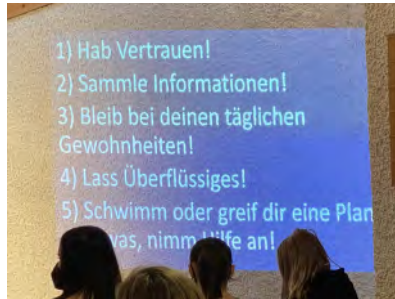 1) Hab Vertrauen!
2) Sammle Informationen!
3) Bleib bei deinen täglichen
Gewohnheiten!
4) Lass Überflüssiges!
5) Schwimm oder greif dir eine Plan
was, nimm Hilfe an!